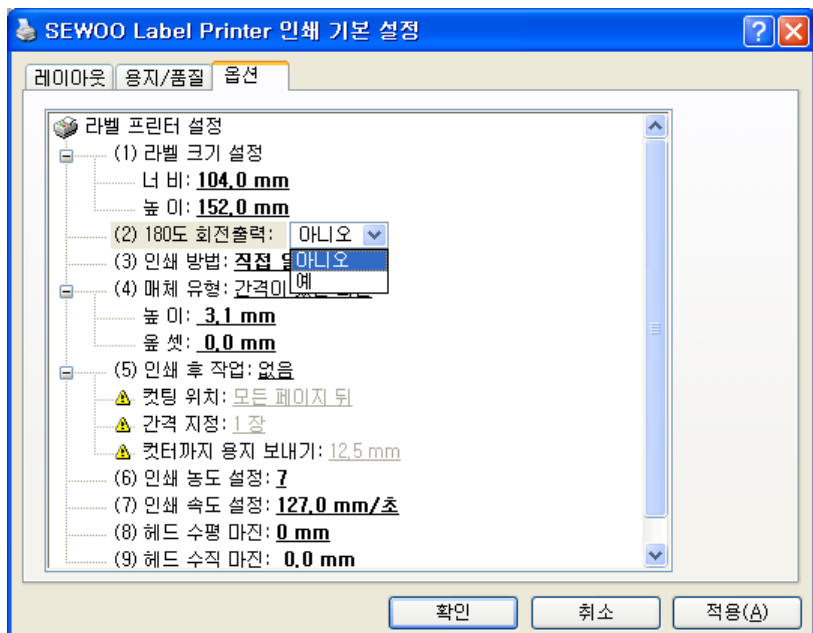 SEWOO Label Printer 인쇄 기본 설정
레이아웃 용지/품질 옵션
라벨 프린터 설정
(1) 라벨 크기 설정
너 비: 104,0 mm
높 이: 152,0 mm
(2) 180도 회전출력: 아니오
아니오
예
(3) 인쇄 방법: 직접
(4) 매체 유형: 간격이
높 이: 3,1 mm
옾 셋: 0,0 mm
(5) 인쇄 후 작업: 없음
컷팅 위치: 모든 페이지 뒤
간격 지정: 1 장
컷터까지 용지 보내기: 12,5 mm
(6) 인쇄 농도 설정: 7
(7) 인쇄 속도 설정: 127,0 mm/초
(8) 헤드 수평 마진: 0 mm
(9) 헤드 수직 마진: 0,0 mm
확인 취소 적용(A)